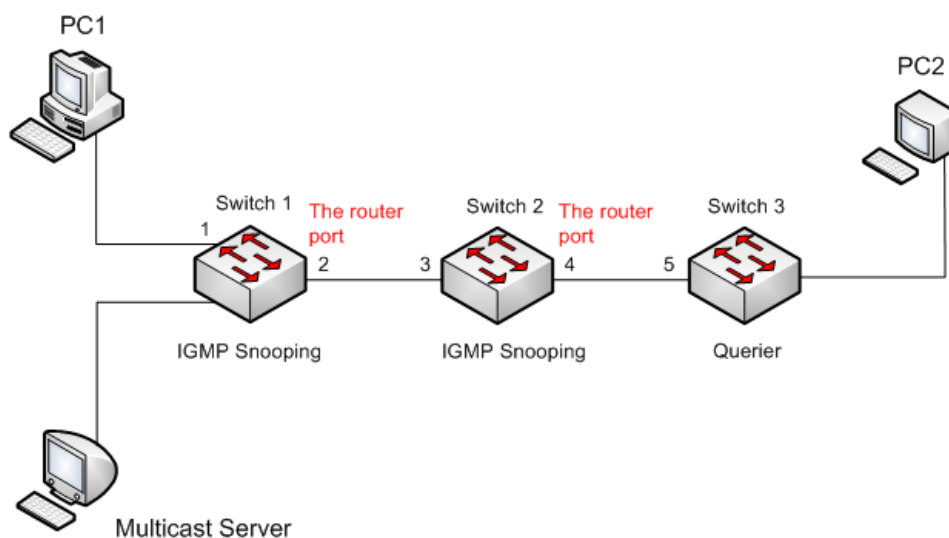 PC1
PC2
Switch 1
The router
port
Switch 2
The router
port
Switch 3
1
2
3
4
5
IGMP Snooping
IGMP Snooping
Querier
Multicast Server